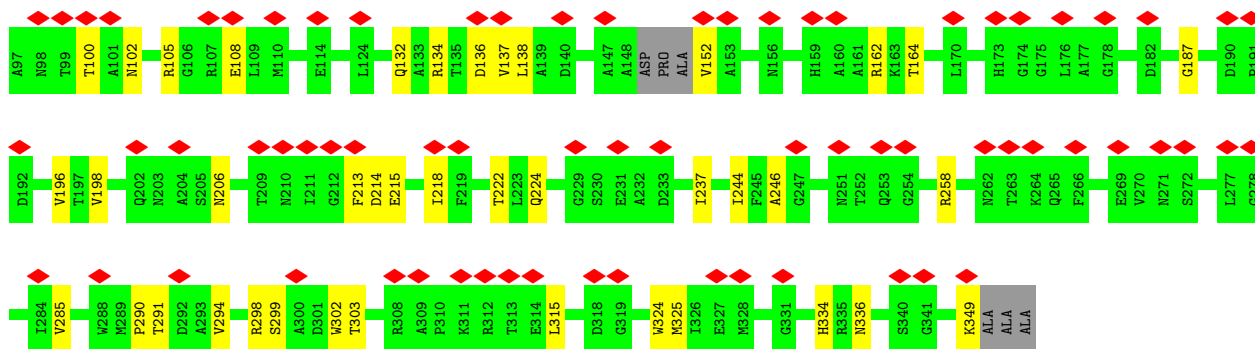 A97 N98 T99 T100 A101 N102 R105 G106 R107 E108 L109 M110 E114 L124 Q132 A133 R134 T135 D136 V137 L138 A139 D140 A147 A148 ASP PRO ALA V152 A153 N156 H159 A160 A161 R162 K163 T164 L170 H173 G174 G175 L176 A177 G178 D182 G187 D190 R191
D192 V196 T197 V198 Q202 N203 A204 S205 N206 T209 N210 I211 G212 F213 D214 E215 I218 F219 T222 L223 Q224 G229 S230 E231 A232 D233 I237 I244 F245 A246 G247 N251 T252 Q253 G254 R258 N262 T263 K264 Q265 F266 E269 V270 N271 S272 L277 G278
I284 V285 W288 M289 P290 T291 D292 A293 V294 R298 S299 A300 D301 W302 T303 R308 A309 P310 K311 R312 T313 E314 L315 D318 G319 W324 M325 I326 E327 M328 G331 H334 R335 N336 S340 G341 K349 ALA ALA ALA